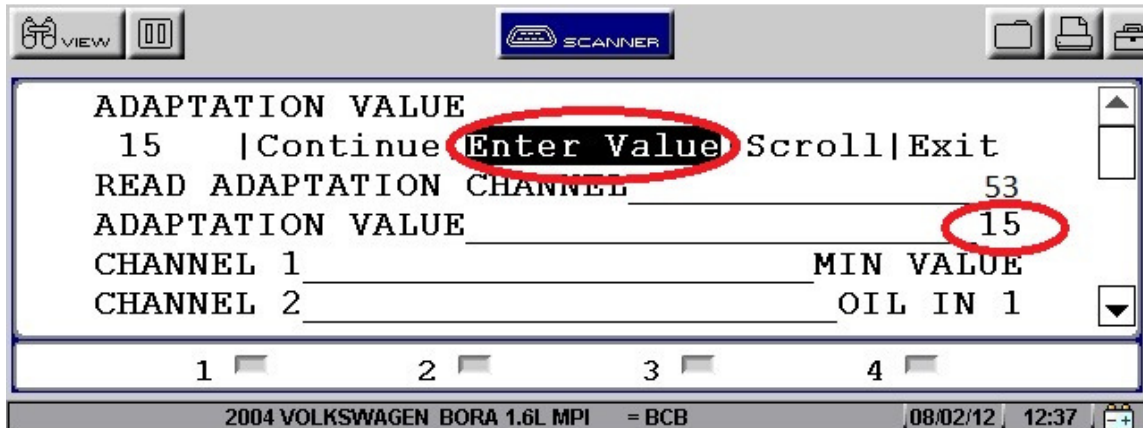 VIEW SCANNER
ADAPTATION VALUE
15 |Continue Enter Value Scroll|Exit
READ ADAPTATION CHANNEL 53
ADAPTATION VALUE 15
CHANNEL 1 MIN VALUE
CHANNEL 2 OIL IN 1
1 2 3 4
2004 VOLKSWAGEN BORA 1.6L MPI = BCB 08/02/12 12:37